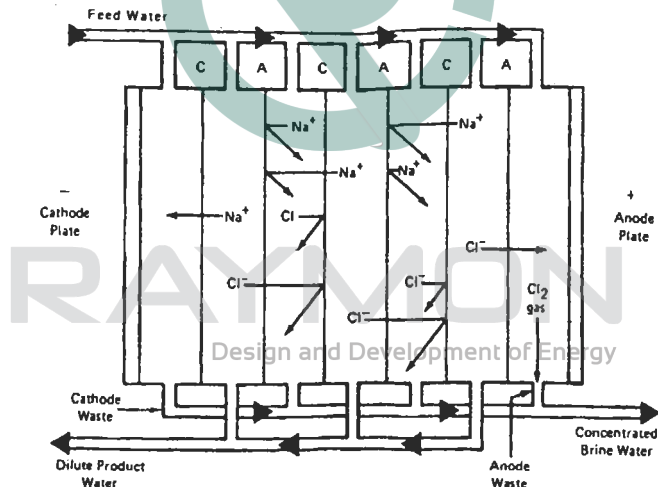 Feed Water
C
A
C
A
C
A
Na⁺
Na⁺
Na⁺
Na⁺
−
Cathode
Plate
Na⁺
Cl
+
Anode
Plate
Cl⁻
Cl⁻
Cl⁻
Cl₂
gas
Cl⁻
RAYMON
Design and Development of Energy
Cathode
Waste
Concentrated
Brine Water
Dilute Product
Water
Anode
Waste